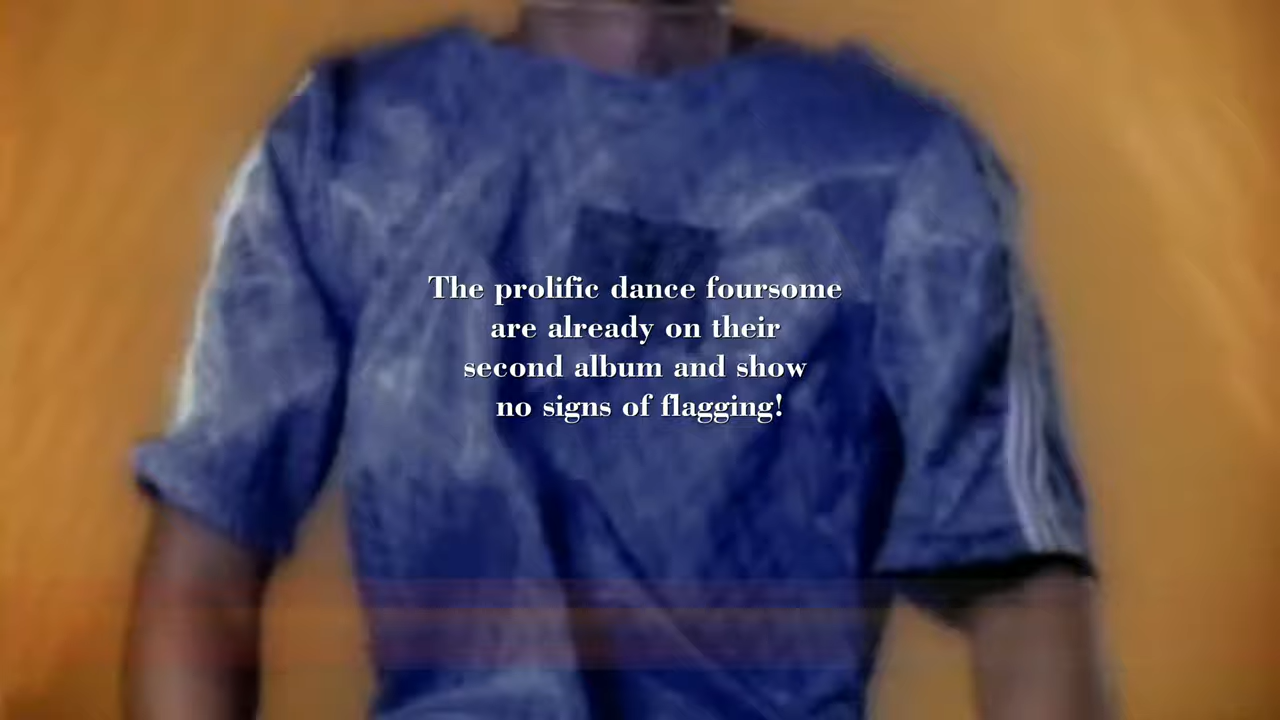 The prolific dance foursome
are already on their
second album and show
no signs of flagging!